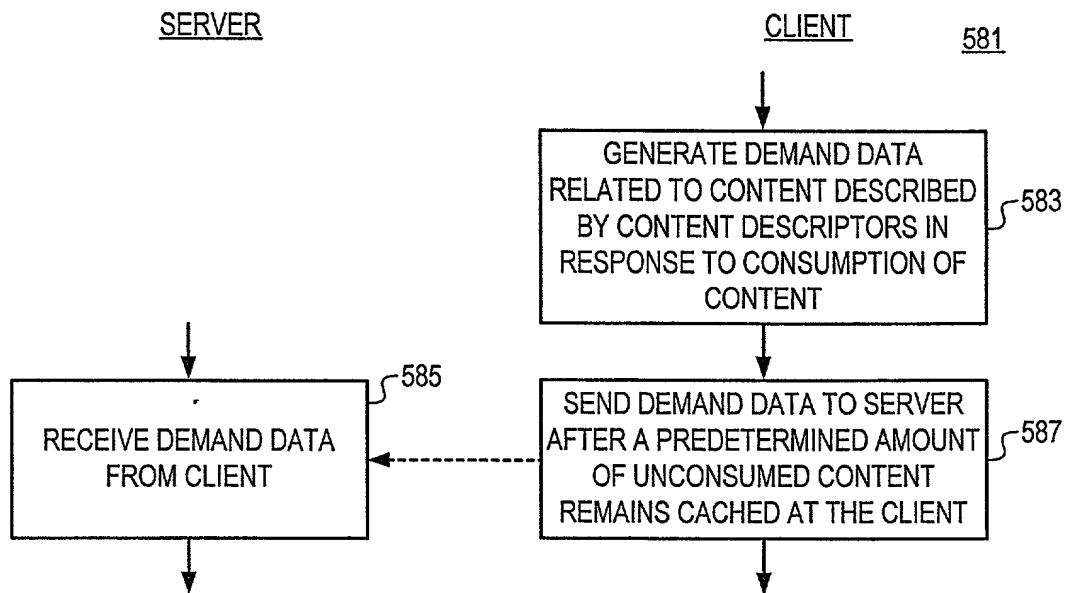 SERVER
CLIENT
581
GENERATE DEMAND DATA
RELATED TO CONTENT DESCRIBED
BY CONTENT DESCRIPTORS IN
RESPONSE TO CONSUMPTION OF
CONTENT
583
585
RECEIVE DEMAND DATA
FROM CLIENT
SEND DEMAND DATA TO SERVER
AFTER A PREDETERMINED AMOUNT
OF UNCONSUMED CONTENT
REMAINS CACHED AT THE CLIENT
587